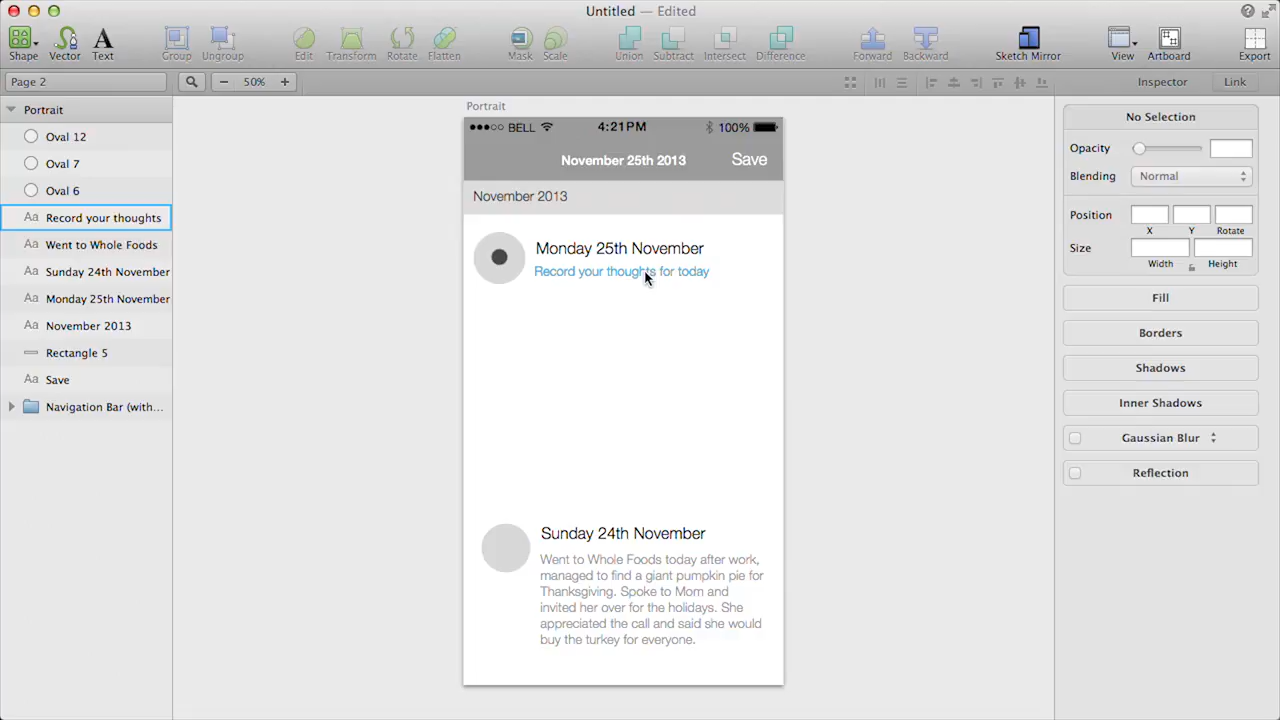 Untitled — Edited
Shape Vector Text Group Ungroup Edit Transform Rotate Flatten Mask Scale Union Subtract Intersect Difference Forward Backward Sketch Mirror View Artboard Export
Page 2
− 50% +
Inspector Link
Portrait
Oval 12
Oval 7
Oval 6
Aa Record your thoughts
Aa Went to Whole Foods
Aa Sunday 24th November
Aa Monday 25th November
Aa November 2013
Rectangle 5
Aa Save
Navigation Bar (with...
Portrait
BELL 4:21PM 100%
November 25th 2013 Save
November 2013
Monday 25th November
Record your thoughts for today
Sunday 24th November
Went to Whole Foods today after work,
managed to find a giant pumpkin pie for
Thanksgiving. Spoke to Mom and
invited her over for the holidays. She
appreciated the call and said she would
buy the turkey for everyone.
No Selection
Opacity
Blending Normal
Position
X Y Rotate
Size
Width Height
Fill
Borders
Shadows
Inner Shadows
Gaussian Blur
Reflection